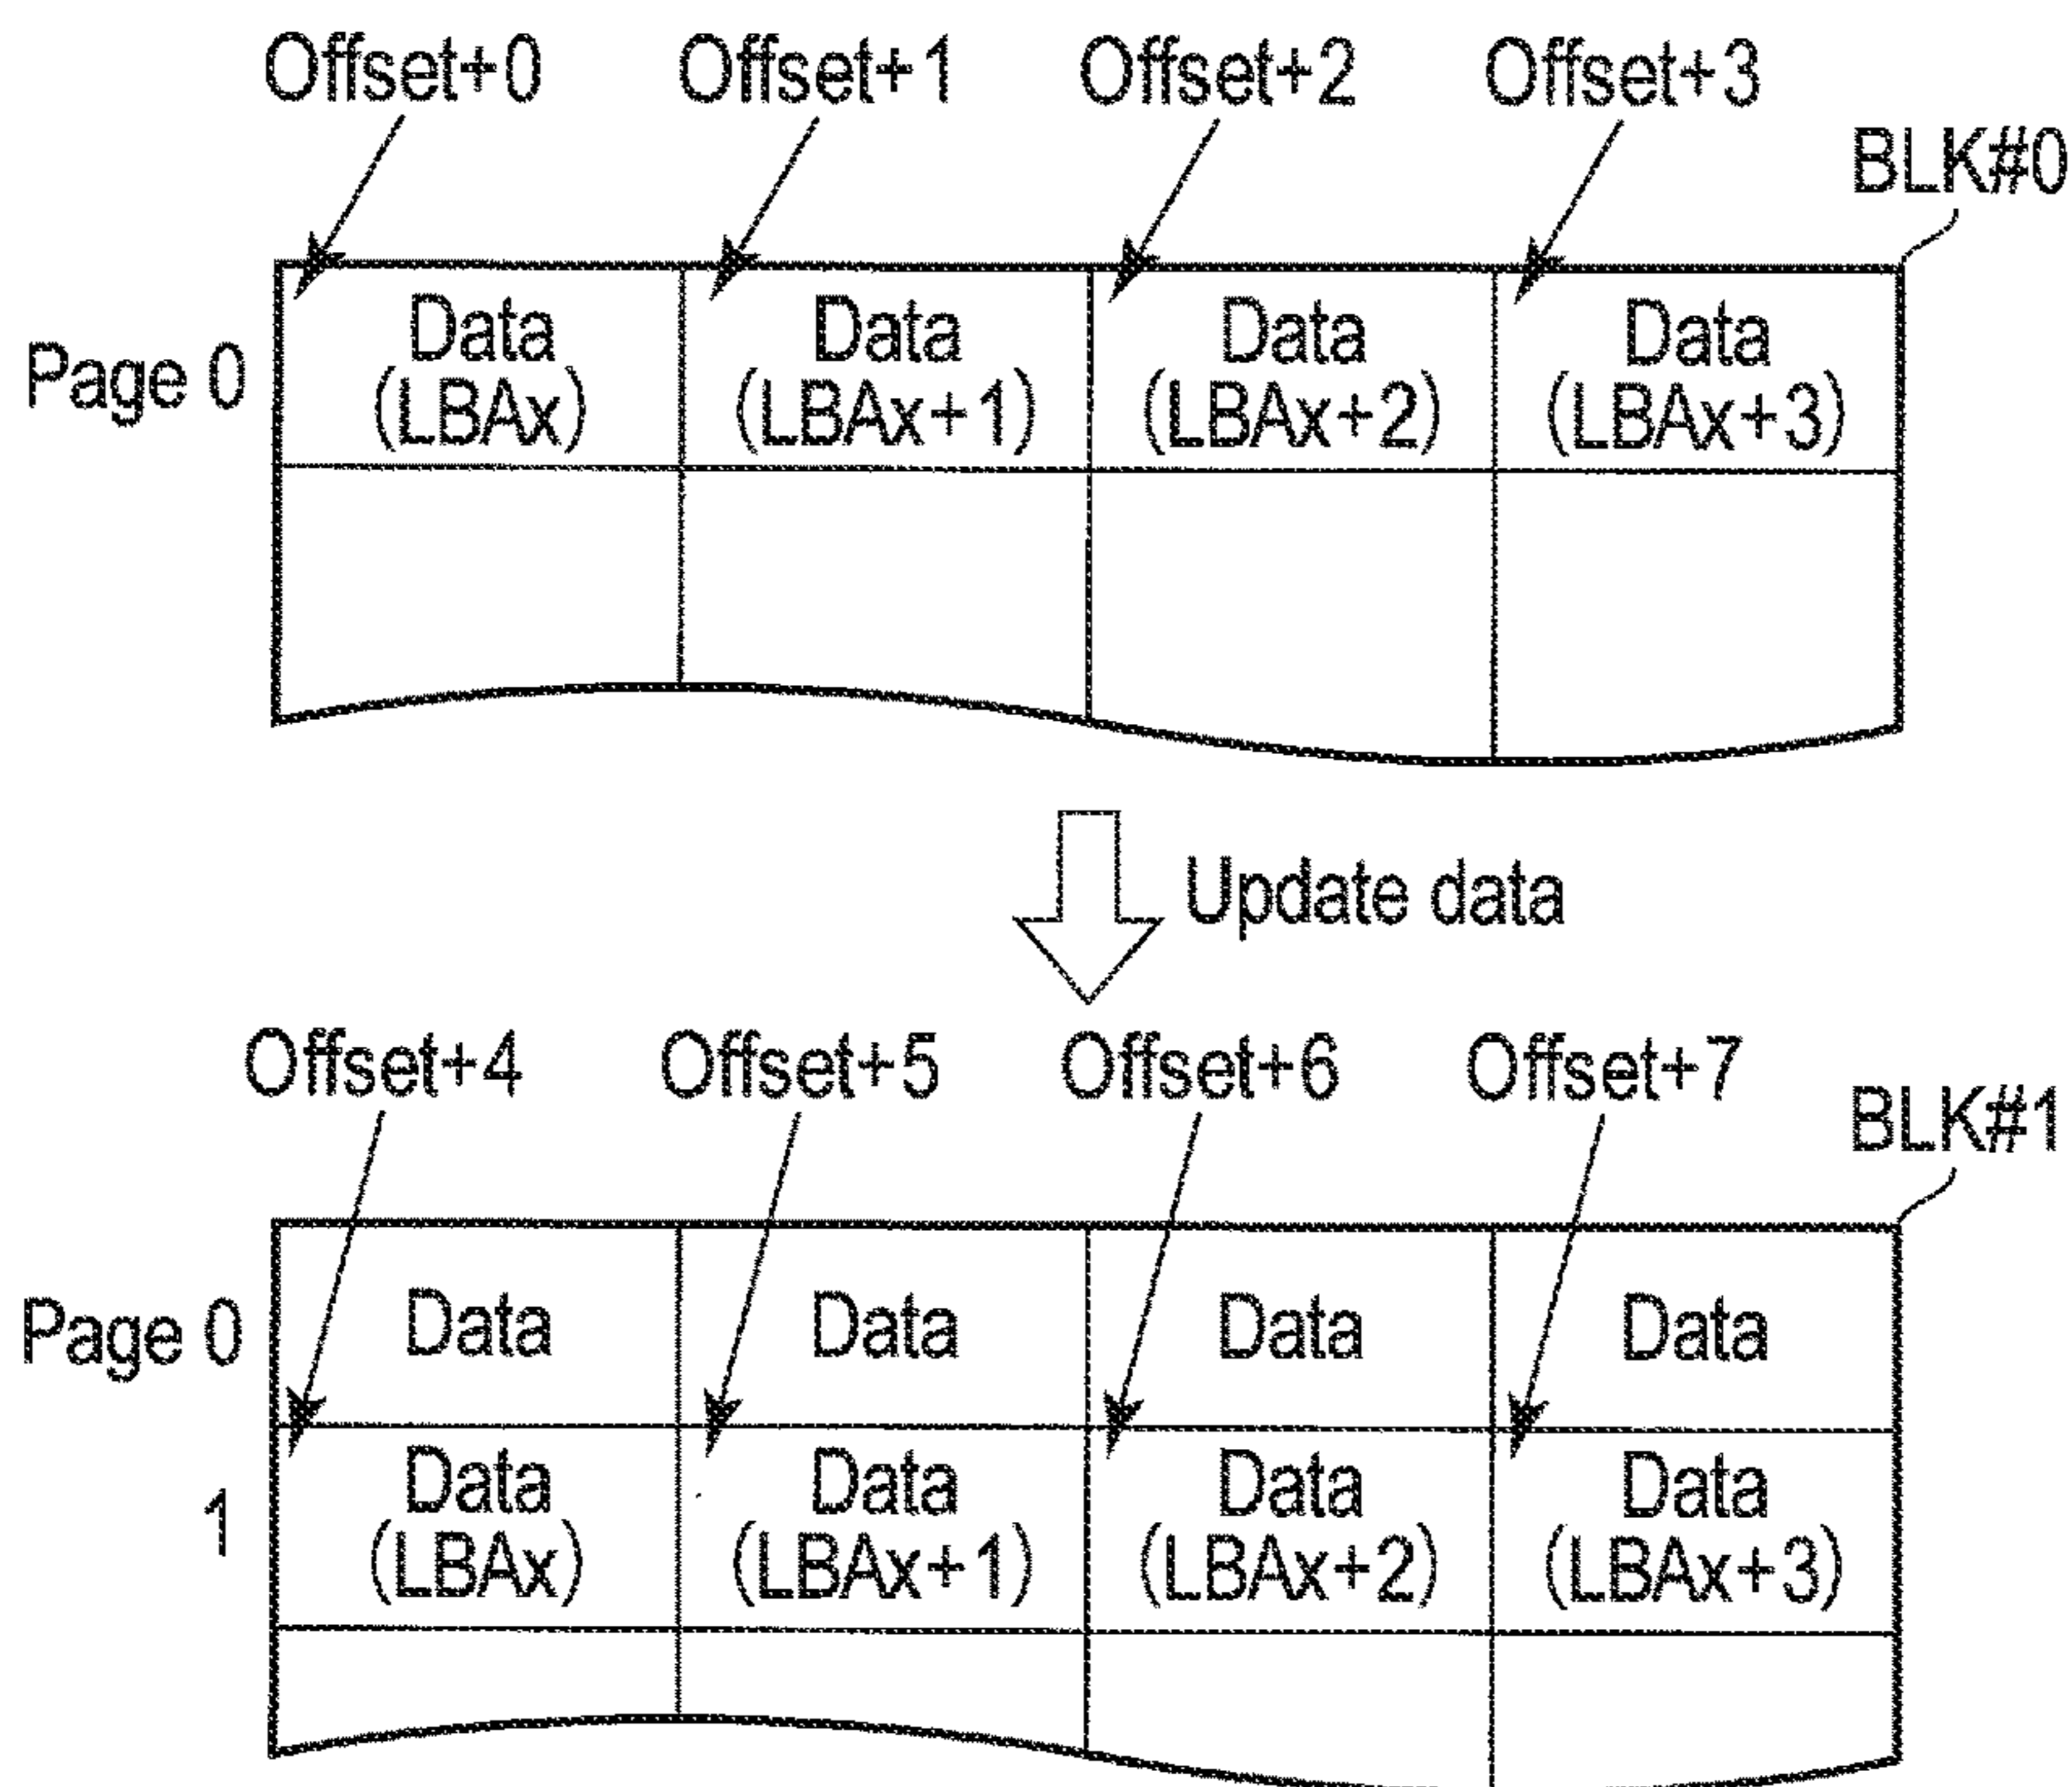 Offset+0 Offset+1 Offset+2 Offset+3
BLK#0
Page 0
Data Data Data Data
(LBAx) (LBAx+1) (LBAx+2) (LBAx+3)
Update data
Offset+4 Offset+5 Offset+6 Offset+7
BLK#1
Page 0 Data Data Data Data
1
Data Data Data Data
(LBAx) (LBAx+1) (LBAx+2) (LBAx+3)